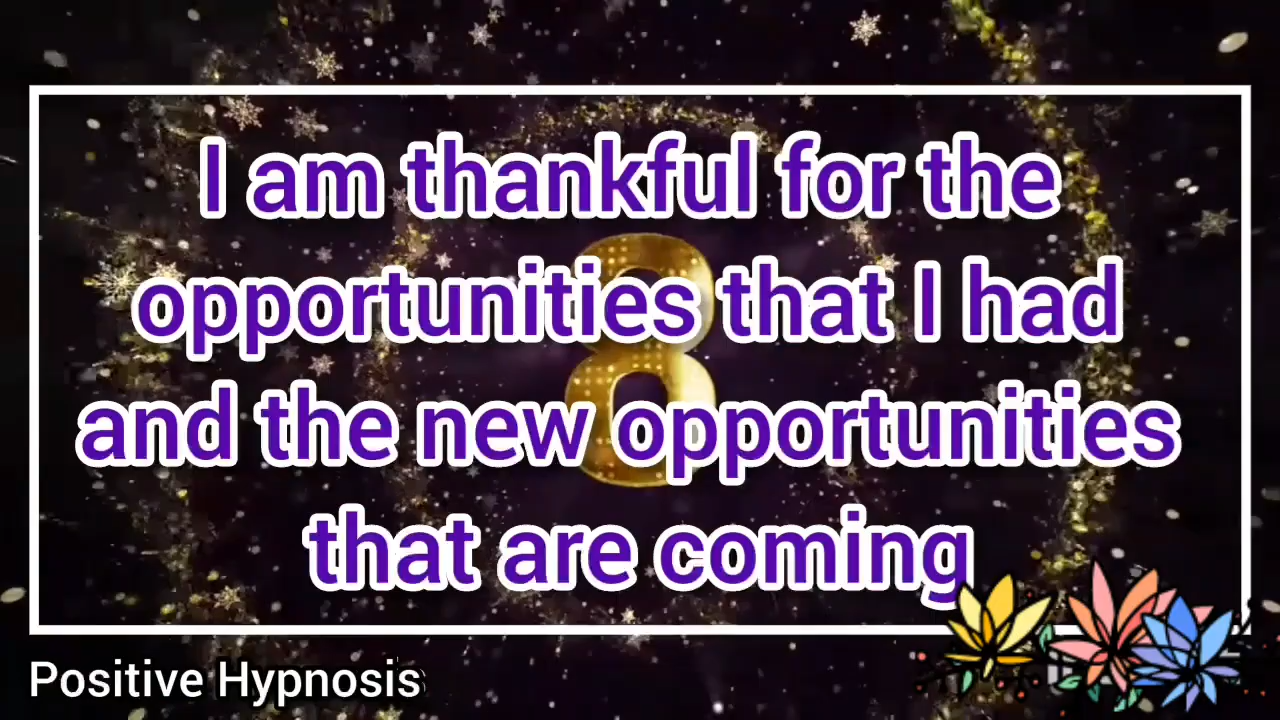 I am thankful for the
opportunities that I had
and the new opportunities
that are coming
8
Positive Hypnosis